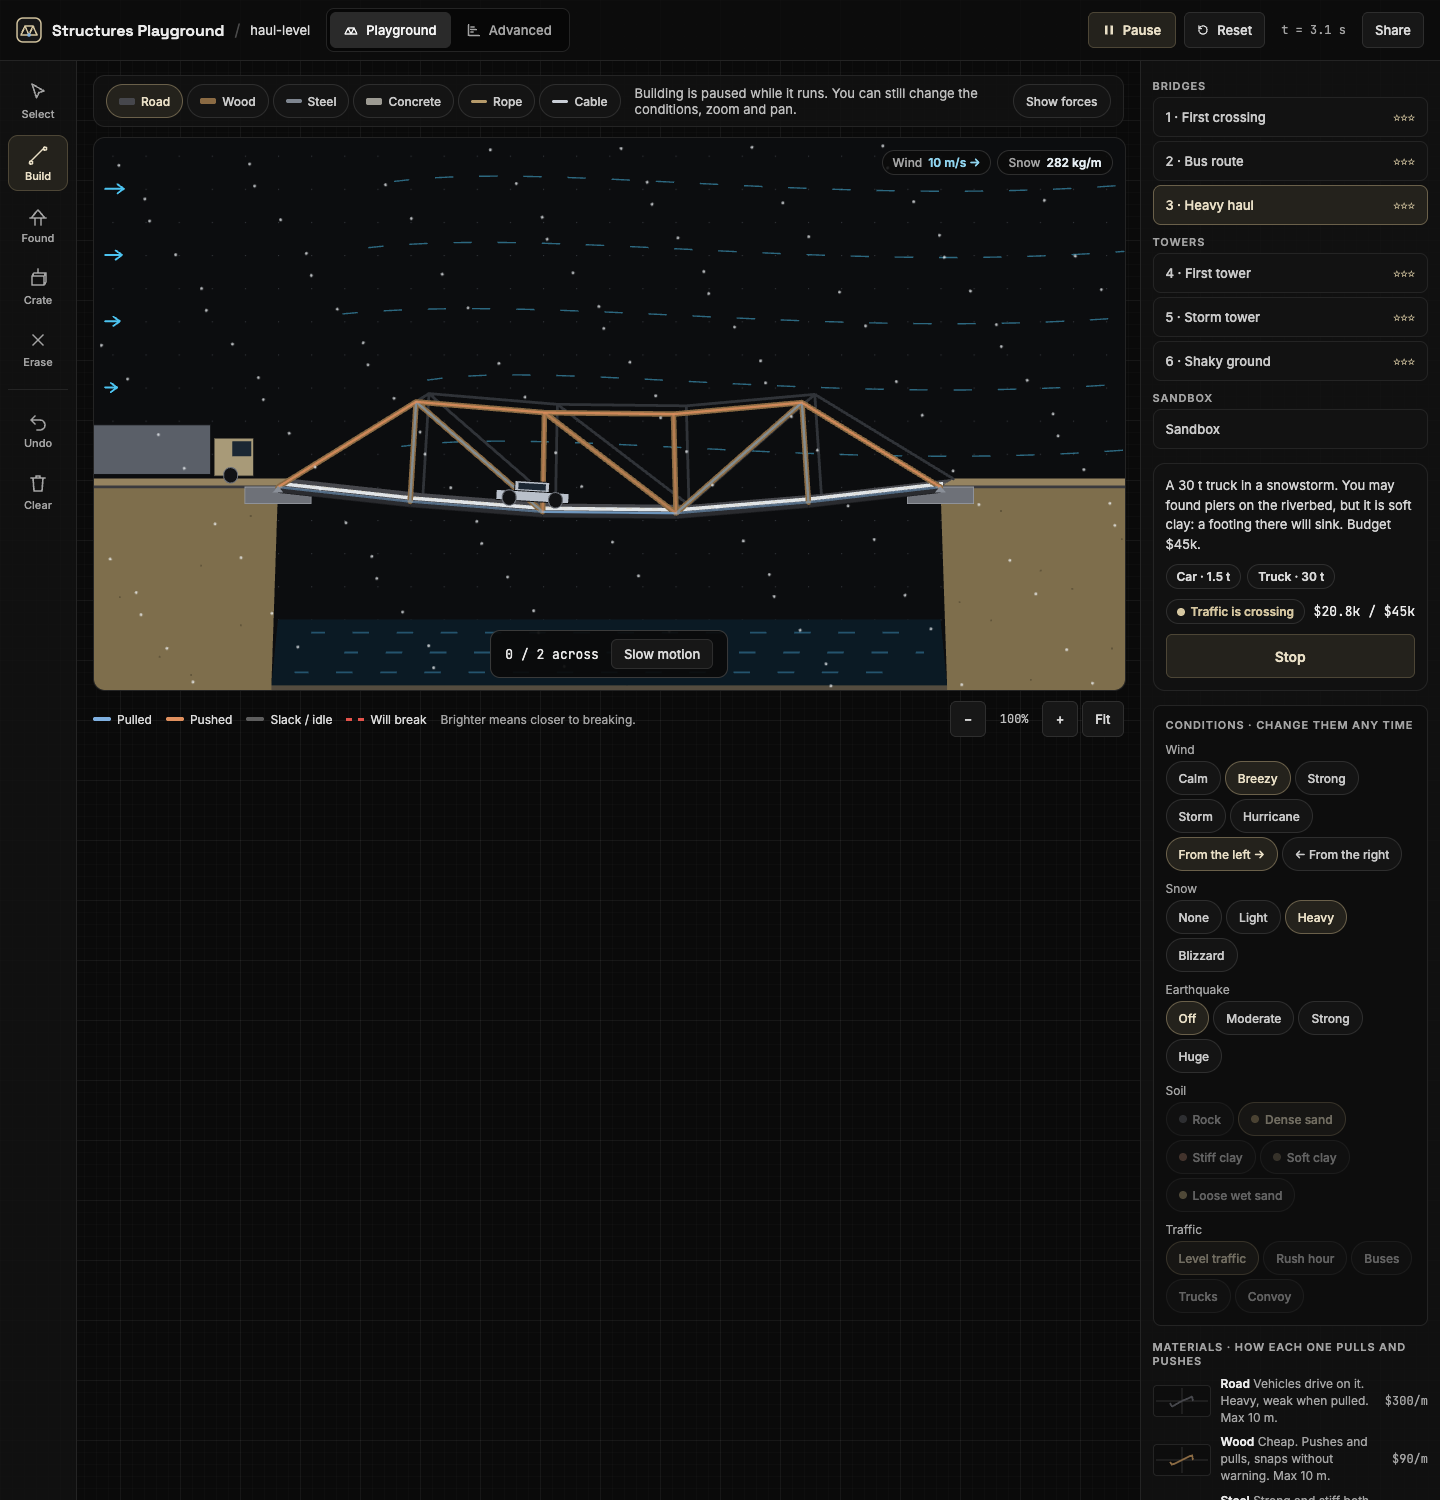 Structures Playground / haul-level
Playground
Advanced
Pause
Reset
t = 3.1 s
Share
Select
Build
Found
Crate
Erase
Undo
Clear
Road
Wood
Steel
Concrete
Rope
Cable
Building is paused while it runs. You can still change the
conditions, zoom and pan.
Show forces
Wind 10 m/s →
Snow 282 kg/m
0 / 2 across
Slow motion
Pulled
Pushed
Slack / idle
Will break
Brighter means closer to breaking.
−
100%
+
Fit
BRIDGES
1 · First crossing ☆☆☆
2 · Bus route ☆☆☆
3 · Heavy haul ☆☆☆
TOWERS
4 · First tower ☆☆☆
5 · Storm tower ☆☆☆
6 · Shaky ground ☆☆☆
SANDBOX
Sandbox
A 30 t truck in a snowstorm. You may
found piers on the riverbed, but it is soft
clay: a footing there will sink. Budget
$45k.
Car · 1.5 t
Truck · 30 t
Traffic is crossing
$20.8k / $45k
Stop
CONDITIONS · CHANGE THEM ANY TIME
Wind
Calm
Breezy
Strong
Storm
Hurricane
From the left →
← From the right
Snow
None
Light
Heavy
Blizzard
Earthquake
Off
Moderate
Strong
Huge
Soil
Rock
Dense sand
Stiff clay
Soft clay
Loose wet sand
Traffic
Level traffic
Rush hour
Buses
Trucks
Convoy
MATERIALS · HOW EACH ONE PULLS AND
PUSHES
Road Vehicles drive on it.
Heavy, weak when pulled.
Max 10 m.
$300/m
Wood Cheap. Pushes and
pulls, snaps without
warning. Max 10 m.
$90/m